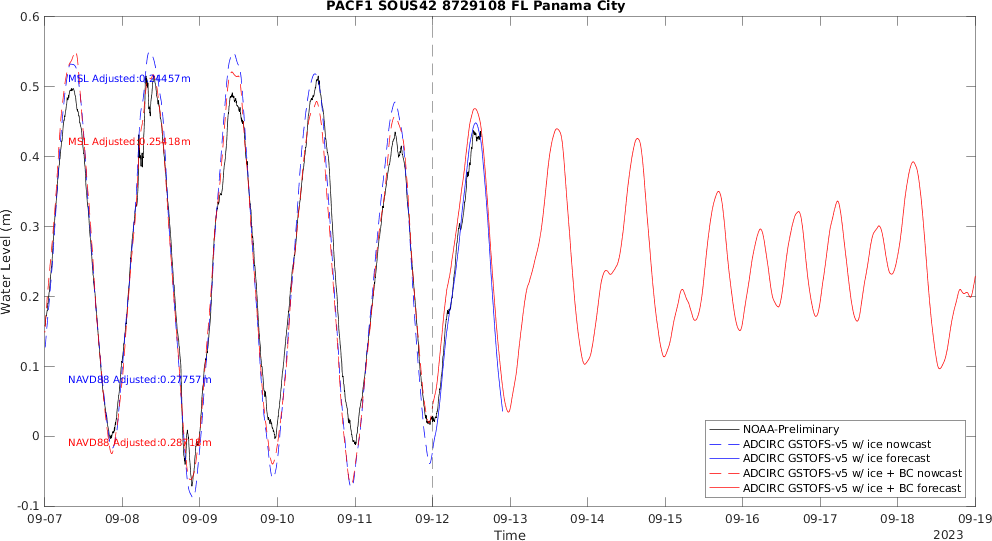 PACF1 SOUS42 8729108 FL Panama City
0.6
0.5
0.4
0.3
0.2
0.1
0
-0.1
Water Level (m)
MSL Adjusted:0.24457m
MSL Adjusted:0.25418m
NAVD88 Adjusted:0.27757m
NAVD88 Adjusted:
NOAA-Preliminary
ADCIRC GSTOFS-v5 w/ ice nowcast
ADCIRC GSTOFS-v5 w/ ice forecast
ADCIRC GSTOFS-v5 w/ ice + BC nowcast
ADCIRC GSTOFS-v5 w/ ice + BC forecast
09-07 09-08 09-09 09-10 09-11 09-12 09-13 09-14 09-15 09-16 09-17 09-18 09-19
Time
2023